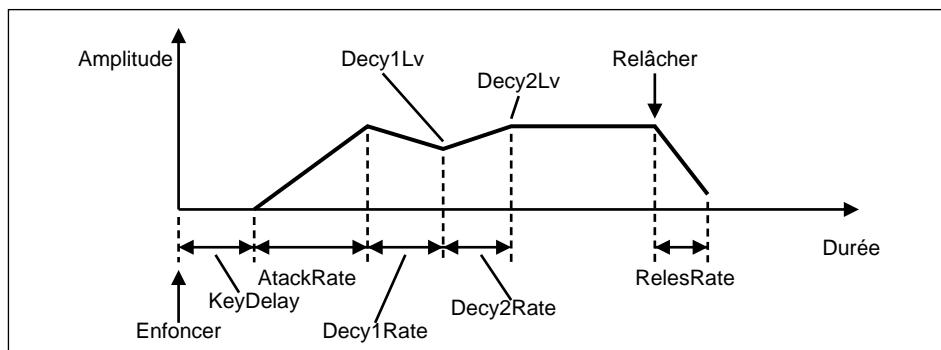 Amplitude
Decy1Lv
Relâcher
Decy2Lv
Durée
AtackRate
RelesRate
KeyDelay
Decy2Rate
Enfoncer
Decy1Rate